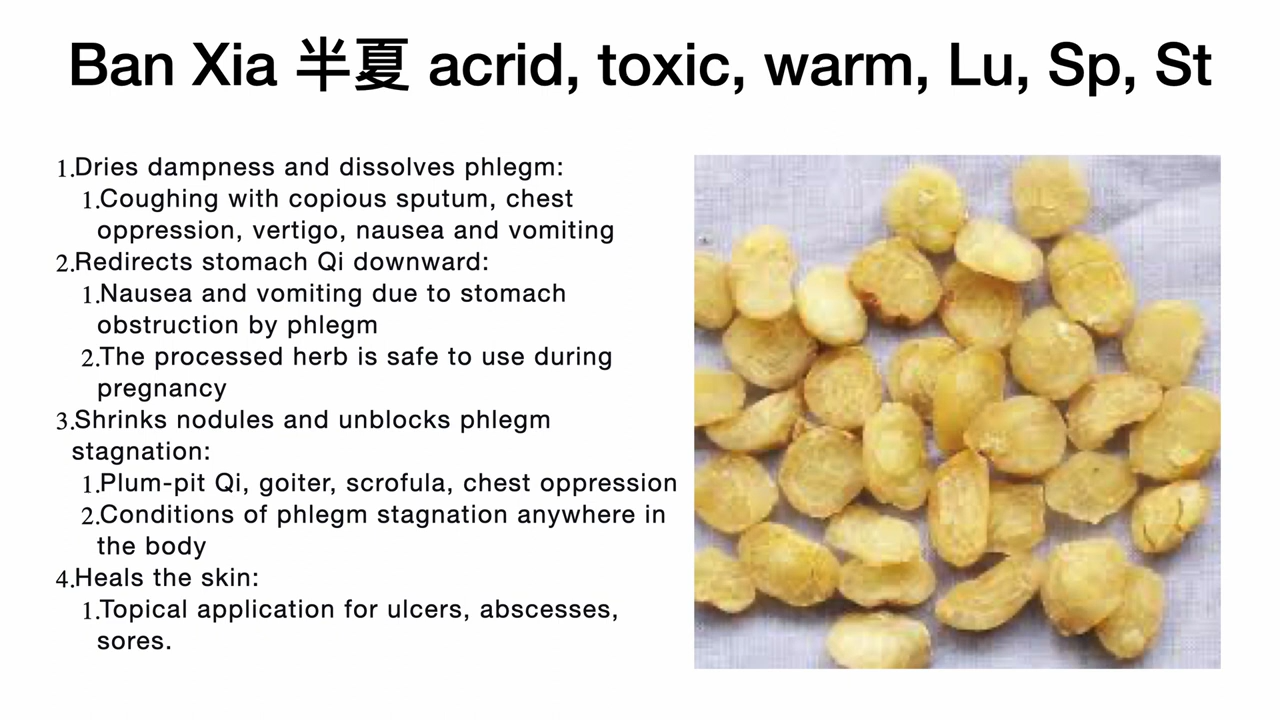 Ban Xia 半夏 acrid, toxic, warm, Lu, Sp, St
1.Dries dampness and dissolves phlegm:
1.Coughing with copious sputum, chest
oppression, vertigo, nausea and vomiting
2.Redirects stomach Qi downward:
1.Nausea and vomiting due to stomach
obstruction by phlegm
2.The processed herb is safe to use during
pregnancy
3.Shrinks nodules and unblocks phlegm
stagnation:
1.Plum-pit Qi, goiter, scrofula, chest oppression
2.Conditions of phlegm stagnation anywhere in
the body
4.Heals the skin:
1.Topical application for ulcers, abscesses,
sores.